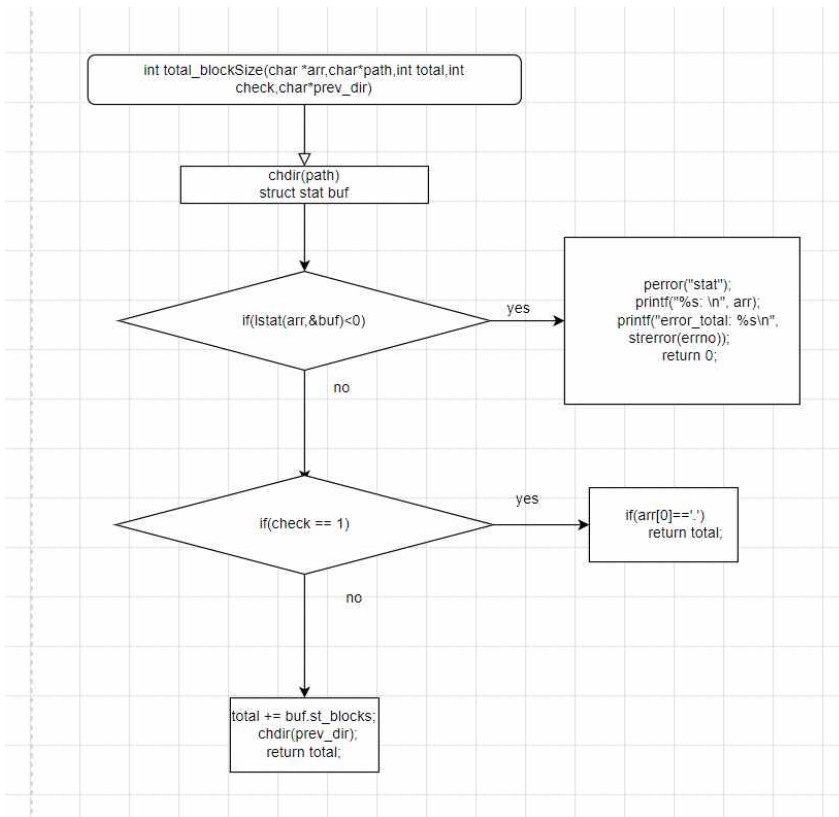 int total_blockSize(char *arr,char*path,int total,int
check,char*prev_dir)
chdir(path)
struct stat buf
if(lstat(arr,&buf)<0)
yes
perror("stat");
printf("%s: \n", arr);
printf("error_total: %s\n",
strerror(errno));
return 0;
no
if(check == 1)
yes
if(arr[0]=='.')
return total;
no
total += buf.st_blocks;
chdir(prev_dir);
return total;